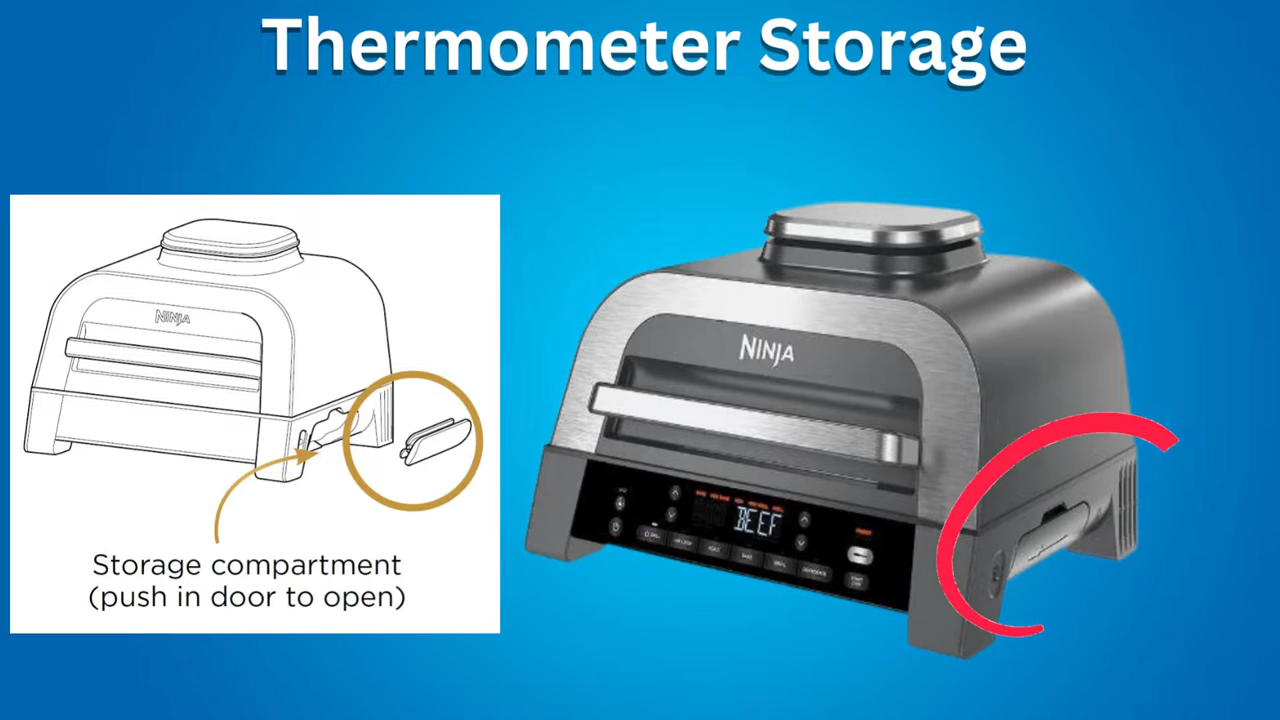 Thermometer Storage
NINJA
Storage compartment
(push in door to open)
NINJA
BEEF